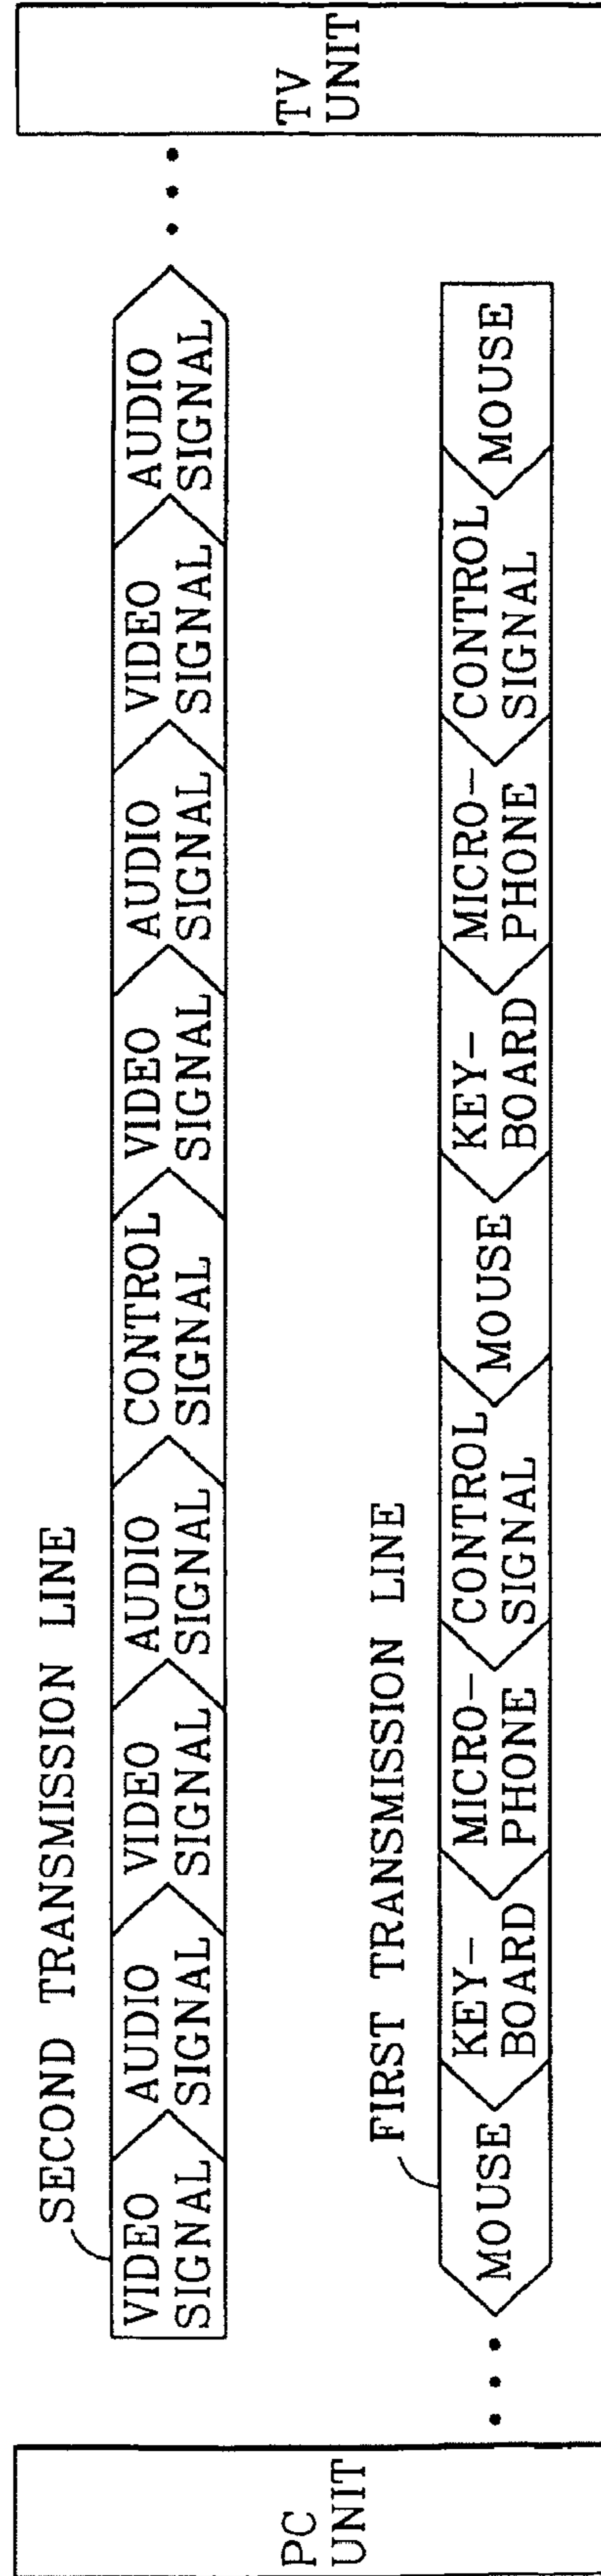 SECOND TRANSMISSION LINE
VIDEO
SIGNAL
AUDIO
SIGNAL
VIDEO
SIGNAL
AUDIO
SIGNAL
CONTROL
SIGNAL
VIDEO
SIGNAL
AUDIO
SIGNAL
VIDEO
SIGNAL
AUDIO
SIGNAL
PC
UNIT
TV
UNIT
FIRST TRANSMISSION LINE
MOUSE
KEY-
BOARD
MICRO-
PHONE
CONTROL
SIGNAL
MOUSE
KEY-
BOARD
MICRO-
PHONE
CONTROL
SIGNAL
MOUSE